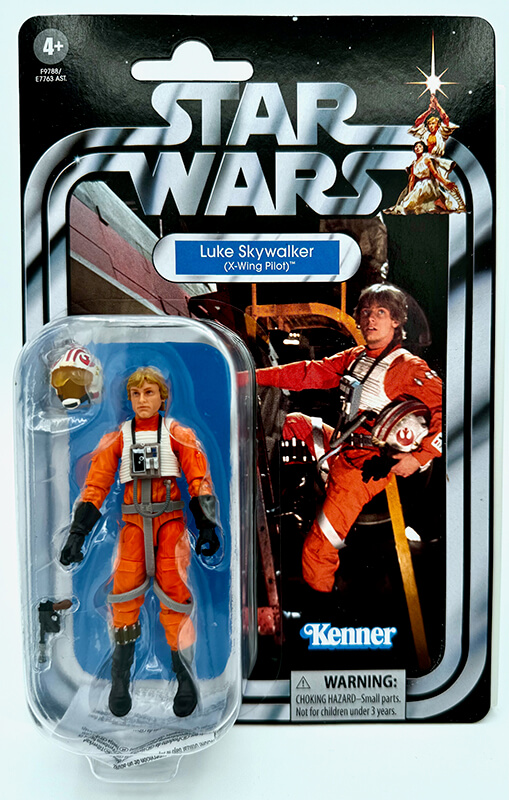 4+
F9788/
E7763 AST.
STAR
WARS
Luke Skywalker
(X-Wing Pilot)™
Kenner
WARNING:
CHOKING HAZARD–Small parts.
Not for children under 3 years.